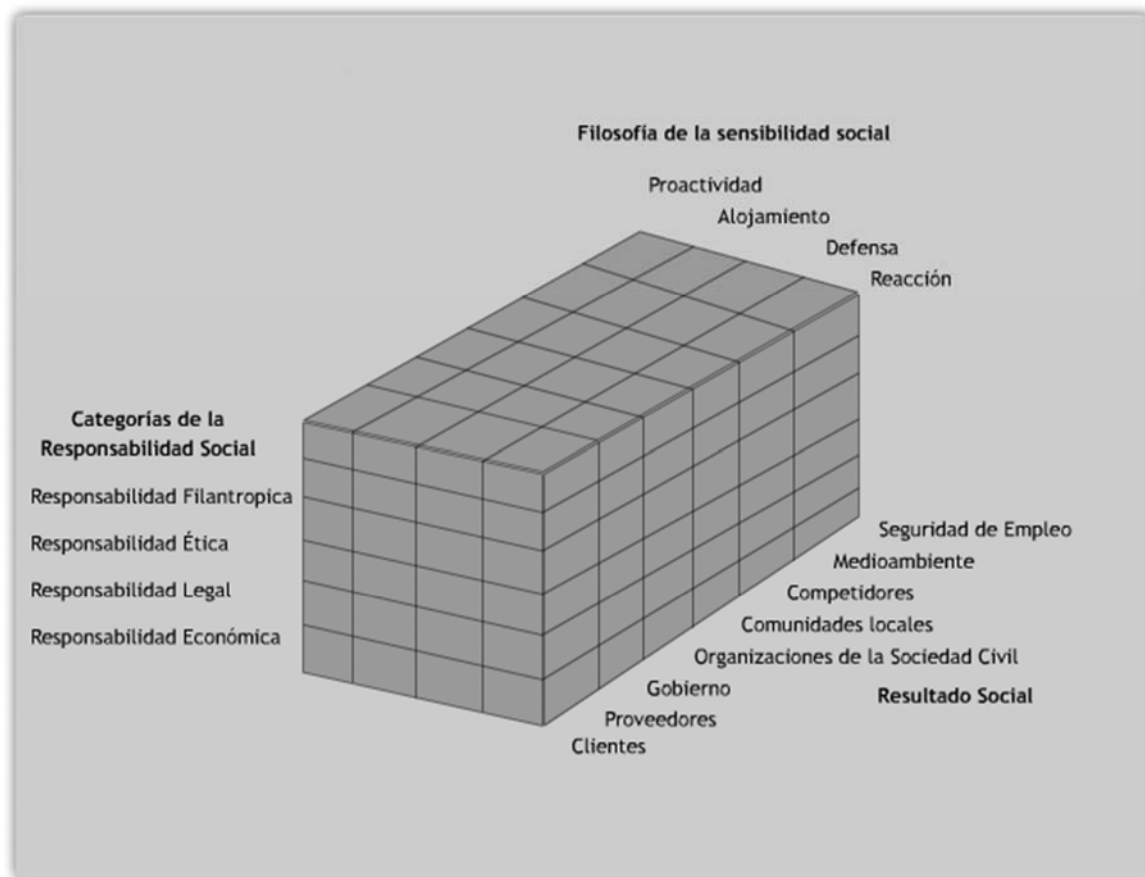 Filosofía de la sensibilidad social
Proactividad
Alojamiento
Defensa
Reacción
Categorías de la
Responsabilidad Social
Responsabilidad Filantropica
Responsabilidad Ética
Responsabilidad Legal
Responsabilidad Económica
Seguridad de Empleo
Medioambiente
Competidores
Comunidades locales
Organizaciones de la Sociedad Civil
Gobierno
Resultado Social
Proveedores
Clientes